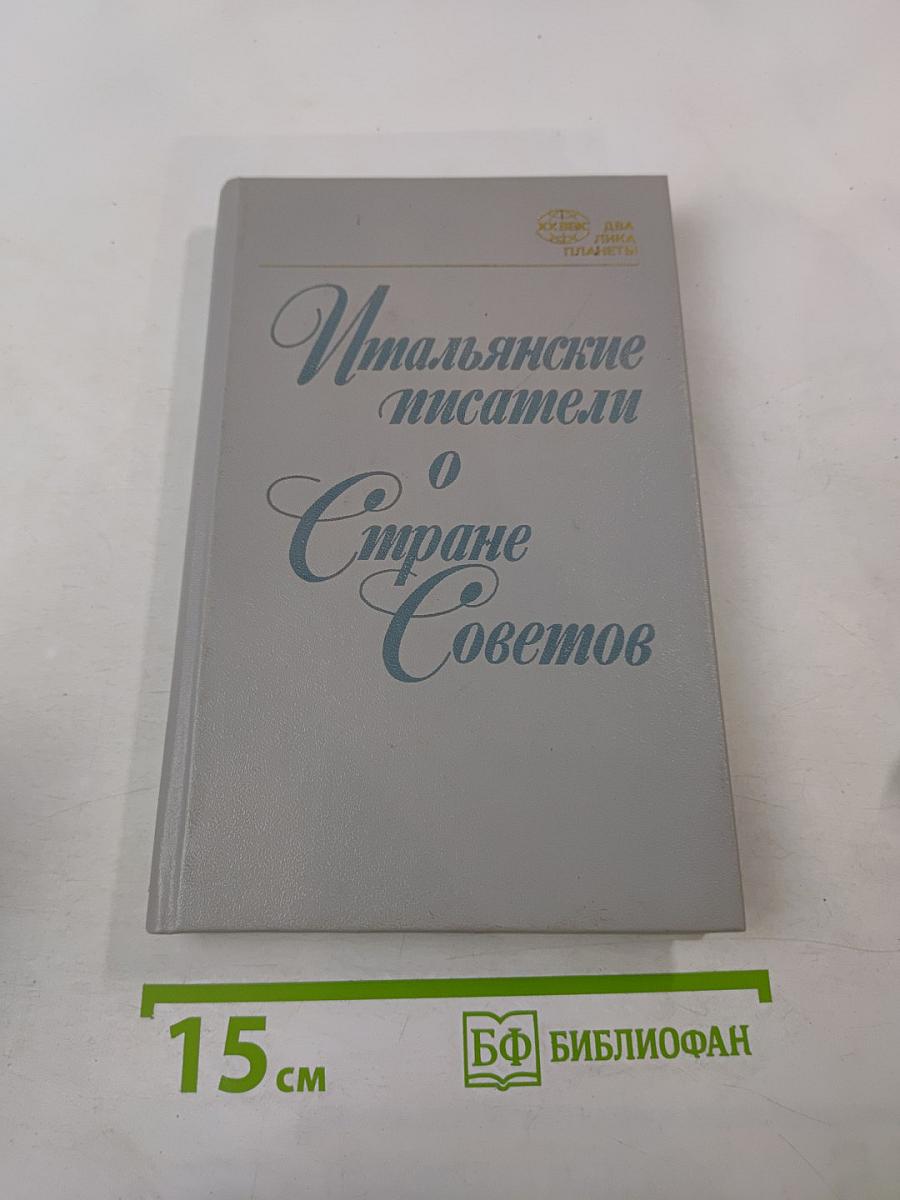 XX ВЕК ДВА
ЛИКА
ПЛАНЕТЫ
Итальянские
писатели
о
Стране
Советов
15 см
БФ БИБЛИОФАН